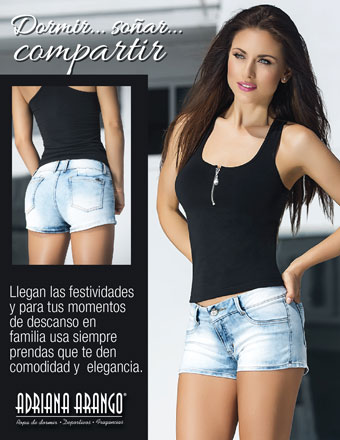 Dormir... soñar...
compartir
Llegan las festividades
y para tus momentos
de descanso en
familia usa siempre
prendas que te den
comodidad y elegancia.
ADRIANA ARANGO®
Ropa de dormir • Deportivos • Fragancias